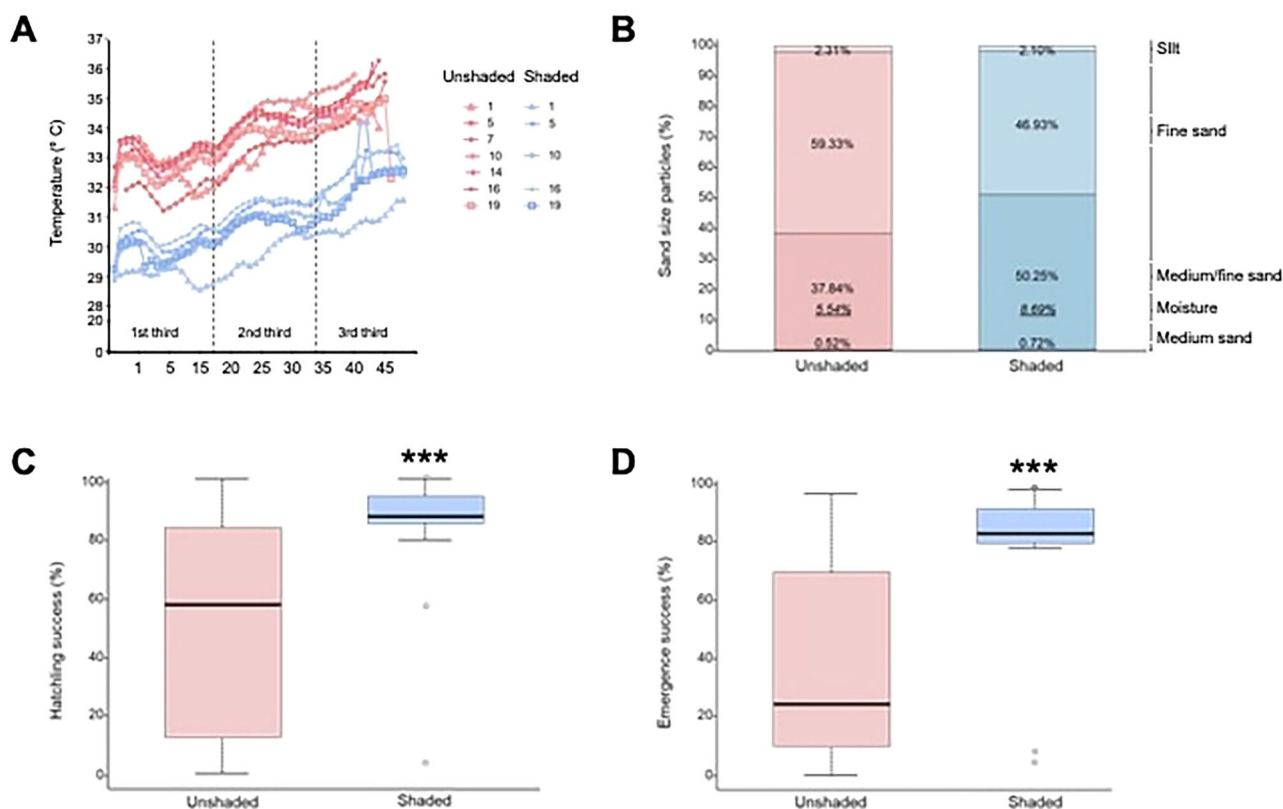 A
Temperature (° C)
37
36
35
34
33
32
31
30
29
28
20
0
1st third 2nd third 3rd third
1 5 15 20 25 30 35 40 45
Unshaded Shaded
1 1
5 5
7
10 10
14
16 16
19 19
B
Sand size particles (%)
100
90
80
70
60
50
40
30
20
10
0
2.31% 2.10%
59.33% 46.93%
37.84% 50.25%
5.54% 8.69%
0.52% 0.72%
Unshaded Shaded
Silt
Fine sand
Medium/fine sand
Moisture
Medium sand
C
Hatchling success (%)
100
80
60
40
20
0
***
Unshaded Shaded
D
Emergence success (%)
100
80
60
40
20
0
***
Unshaded Shaded